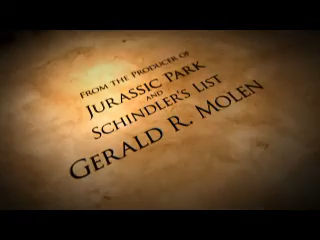 FROM THE PRODUCER OF
JURASSIC PARK
AND
SCHINDLER'S LIST
GERALD R. MOLEN